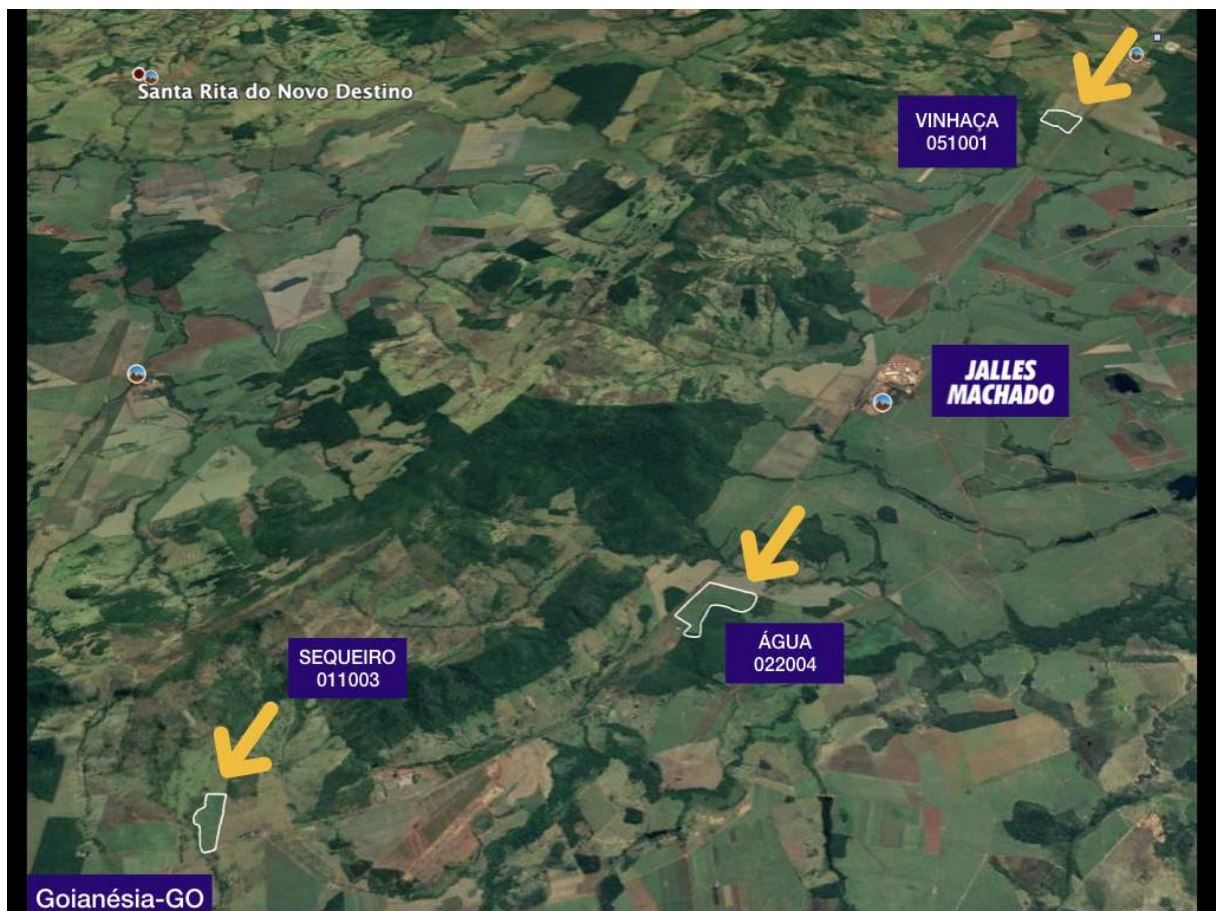 Santa Rita do Novo Destino
VINHAÇA
051001
JALLES
MACHADO
SEQUEIRO
011003
ÁGUA
022004
Goianésia-GO